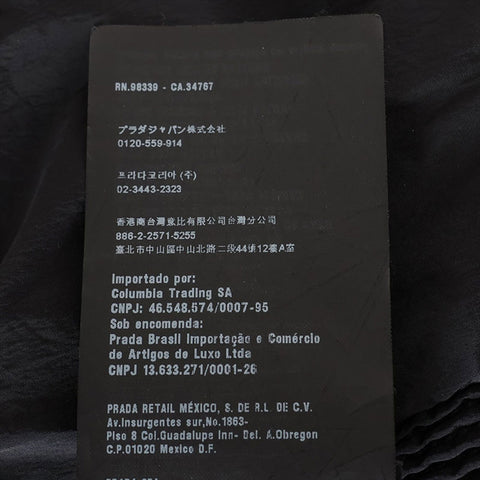 RN.98339 - CA.34767
プラダジャパン株式会社
0120-559-914
프라다코리아 (주)
02-3443-2323
香港商台灣意比有限公司台灣分公司
886-2-2571-5255
臺北市中山區中山北路二段44號12樓A室
Importado por:
Columbia Trading SA
CNPJ: 46.548.574/0007-95
Sob encomenda:
Prada Brasil Importação e Comércio
de Artigos de Luxo Ltda
CNPJ 13.633.271/0001-26
PRADA RETAIL MÉXICO, S. DE R.L. DE C.V.
Av.Insurgentes sur,No.1863-
Piso 8 Col.Guadalupe Inn- Del. A.Obregon
C.P.01020 Mexico D.F.